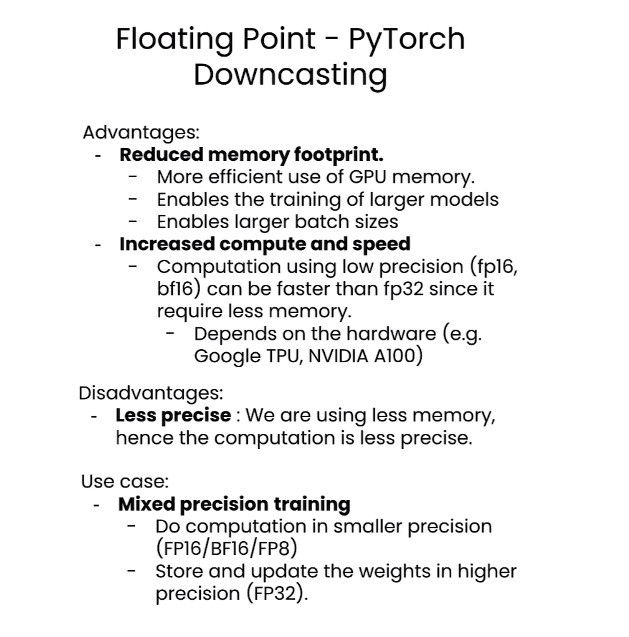 Floating Point - PyTorch
Downcasting
Advantages:
- Reduced memory footprint.
- More efficient use of GPU memory.
- Enables the training of larger models
- Enables larger batch sizes
- Increased compute and speed
- Computation using low precision (fp16,
bf16) can be faster than fp32 since it
require less memory.
- Depends on the hardware (e.g.
Google TPU, NVIDIA A100)
Disadvantages:
- Less precise : We are using less memory,
hence the computation is less precise.
Use case:
- Mixed precision training
- Do computation in smaller precision
(FP16/BF16/FP8)
- Store and update the weights in higher
precision (FP32).